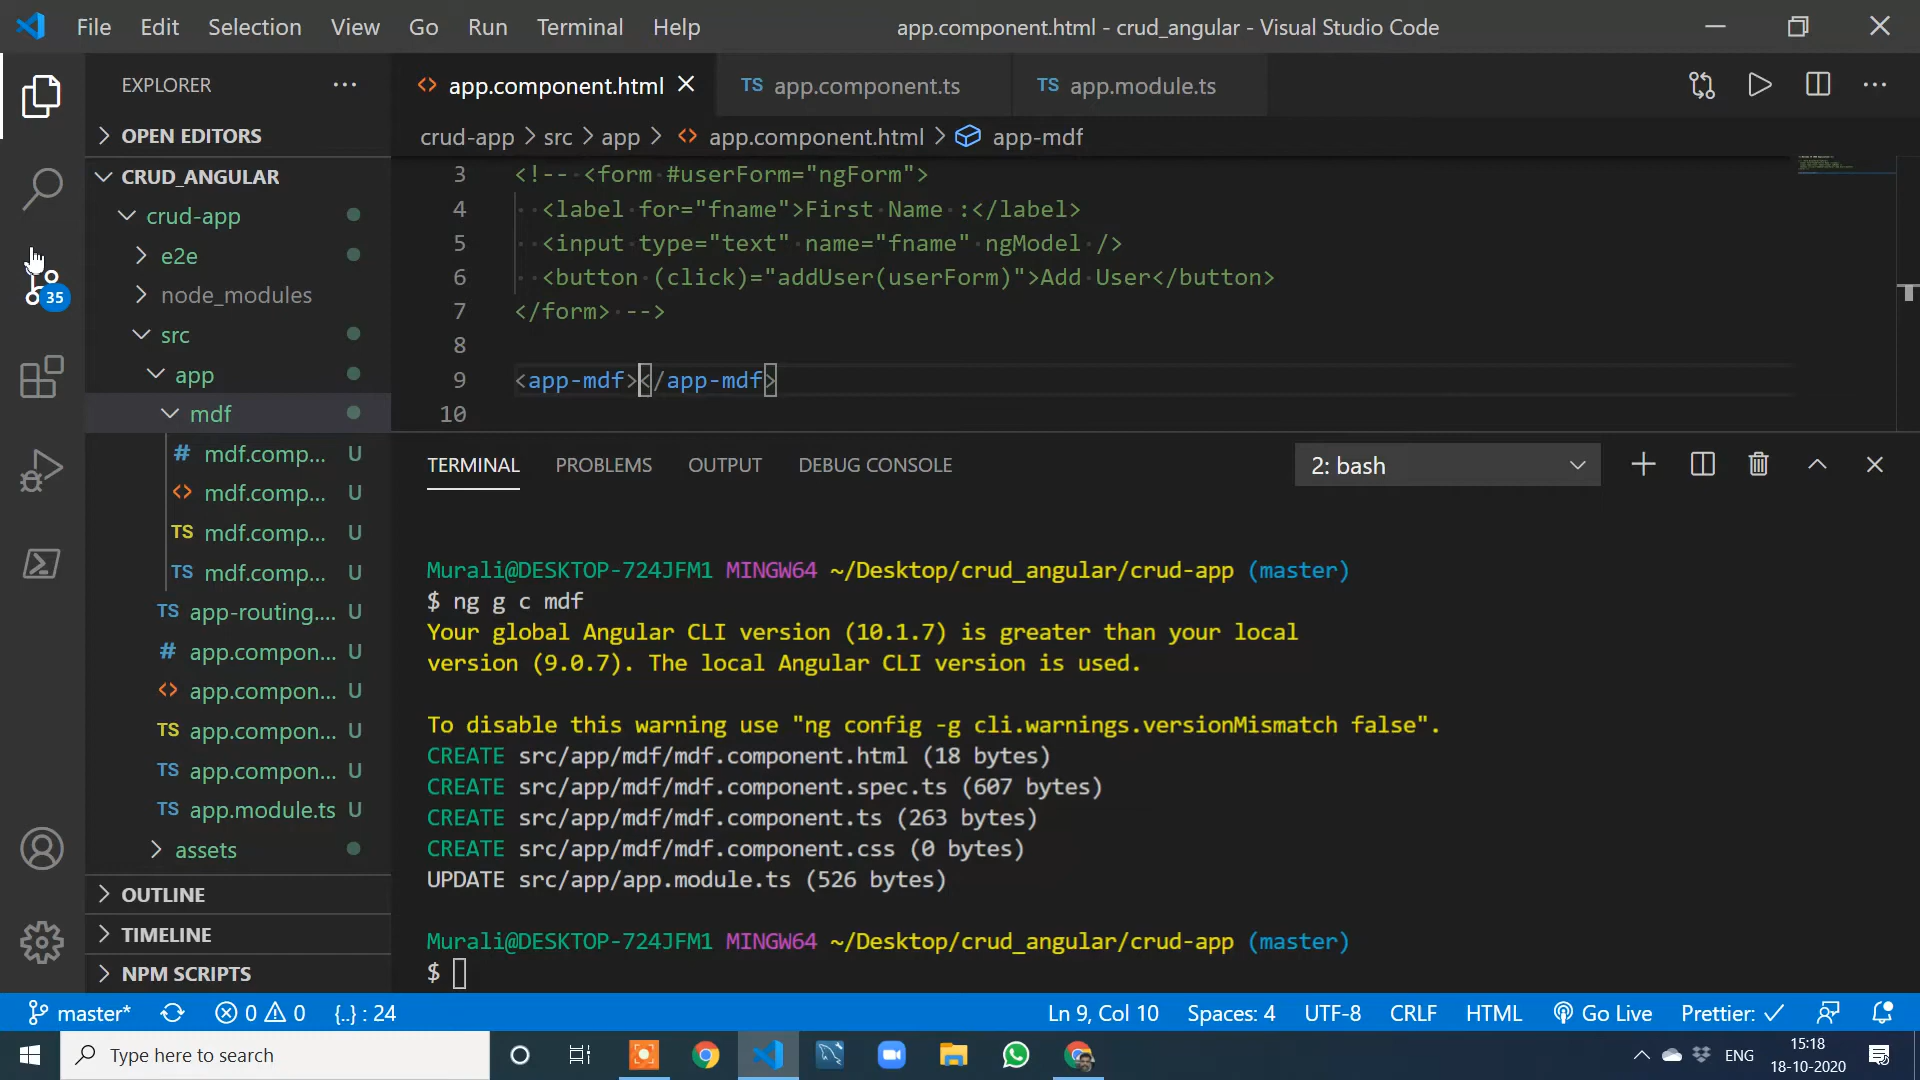 File Edit Selection View Go Run Terminal Help app.component.html - crud_angular - Visual Studio Code
EXPLORER ···
OPEN EDITORS
CRUD_ANGULAR
crud-app
e2e
node_modules
src
app
mdf
# mdf.comp... U
<> mdf.comp... U
TS mdf.comp... U
TS mdf.comp... U
TS app-routing.... U
# app.compon... U
<> app.compon... U
TS app.compon... U
TS app.compon... U
TS app.module.ts U
assets
OUTLINE
TIMELINE
NPM SCRIPTS
35
<> app.component.html TS app.component.ts TS app.module.ts
crud-app > src > app > <> app.component.html > app-mdf
3 <!-- <form #userForm="ngForm">
4 <label for="fname">First Name :</label>
5 <input type="text" name="fname" ngModel />
6 <button (click)="addUser(userForm)">Add User</button>
7 </form> -->
8
9 <app-mdf></app-mdf>
10
TERMINAL PROBLEMS OUTPUT DEBUG CONSOLE 2: bash
Murali@DESKTOP-724JFM1 MINGW64 ~/Desktop/crud_angular/crud-app (master)
$ ng g c mdf
Your global Angular CLI version (10.1.7) is greater than your local
version (9.0.7). The local Angular CLI version is used.
To disable this warning use "ng config -g cli.warnings.versionMismatch false".
CREATE src/app/mdf/mdf.component.html (18 bytes)
CREATE src/app/mdf/mdf.component.spec.ts (607 bytes)
CREATE src/app/mdf/mdf.component.ts (263 bytes)
CREATE src/app/mdf/mdf.component.css (0 bytes)
UPDATE src/app/app.module.ts (526 bytes)
Murali@DESKTOP-724JFM1 MINGW64 ~/Desktop/crud_angular/crud-app (master)
$
master* 0 0 {..} : 24 Ln 9, Col 10 Spaces: 4 UTF-8 CRLF HTML Go Live Prettier: ✓
Type here to search ENG 15:18
18-10-2020